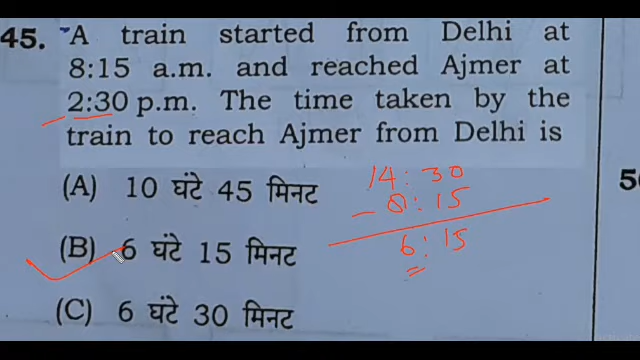 45. A train started from Delhi at
8:15 a.m. and reached Ajmer at
2:30 p.m. The time taken by the
train to reach Ajmer from Delhi is
(A) 10 घंटे 45 मिनट
14:30
- 8:15
(B) 6 घंटे 15 मिनट
6:15
(C) 6 घंटे 30 मिनट
5